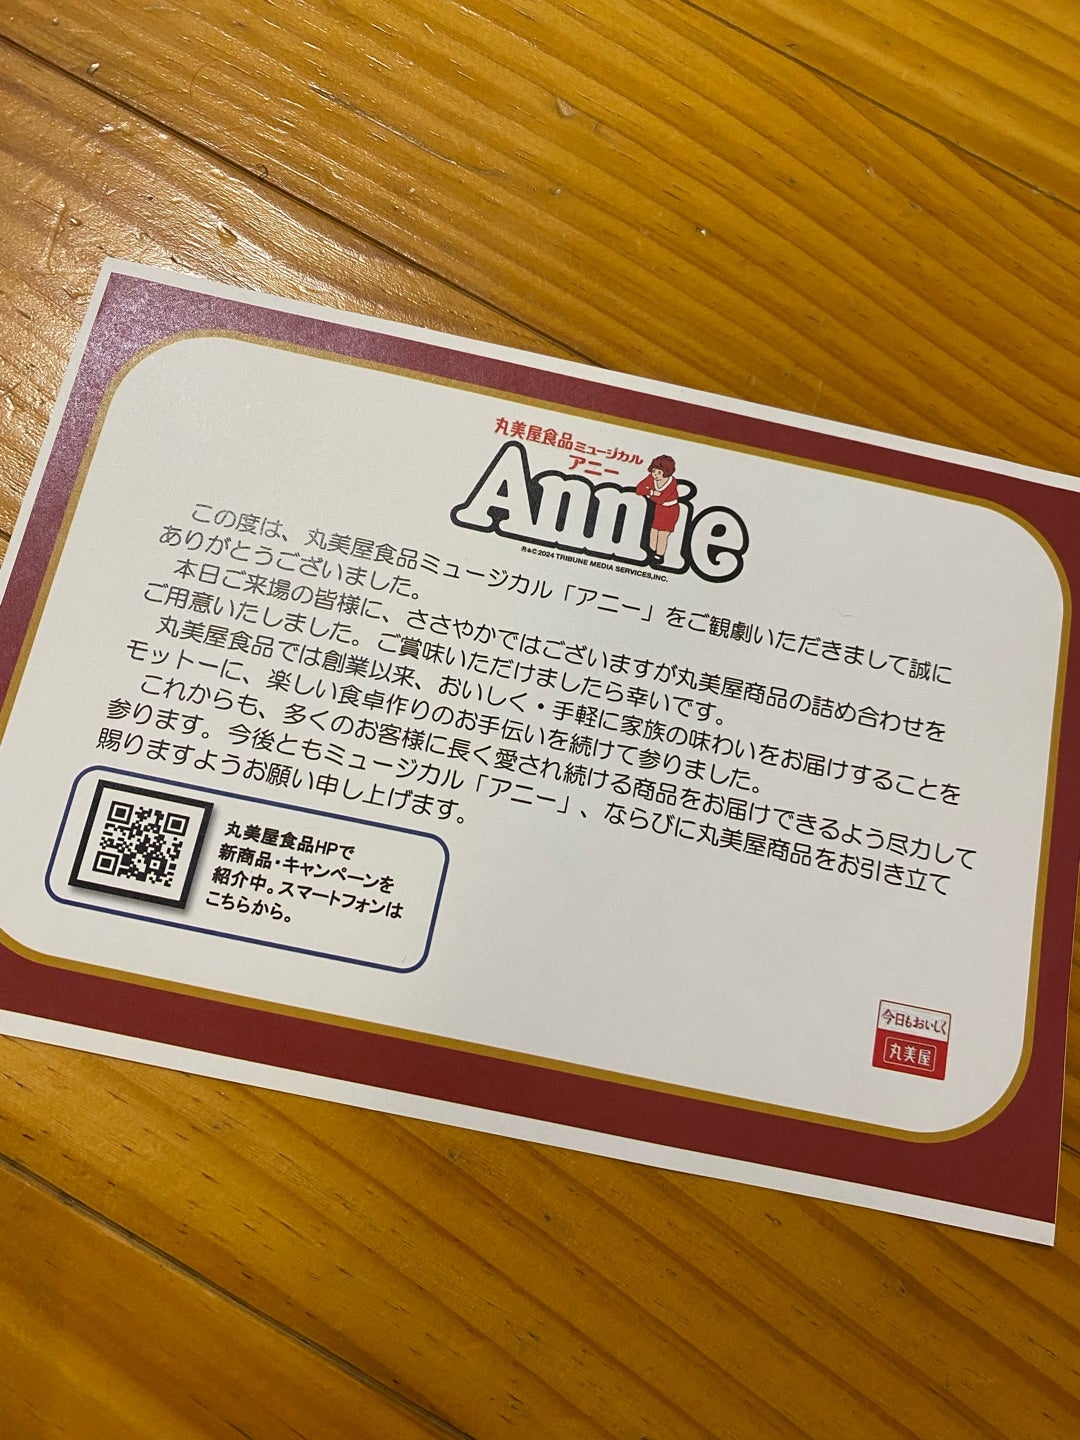 丸美屋食品ミュージカル
アニー
Annie
®&©2024 TRIBUNE MEDIA SERVICES,INC.
この度は、丸美屋食品ミュージカル「アニー」をご観劇いただきまして誠に
ありがとうございました。
本日ご来場の皆様に、ささやかではございますが丸美屋商品の詰め合わせを
ご用意いたしました。ご賞味いただけましたら幸いです。
丸美屋食品では創業以来、おいしく・手軽に家族の味わいをお届けすることを
モットーに、楽しい食卓作りのお手伝いを続けて参りました。
これからも、多くのお客様に長く愛され続ける商品をお届けできるよう尽力して
参ります。今後ともミュージカル「アニー」、ならびに丸美屋商品をお引き立て
賜りますようお願い申し上げます。
丸美屋食品HPで
新商品・キャンペーンを
紹介中。スマートフォンは
こちらから。
今日もおいしく
丸美屋